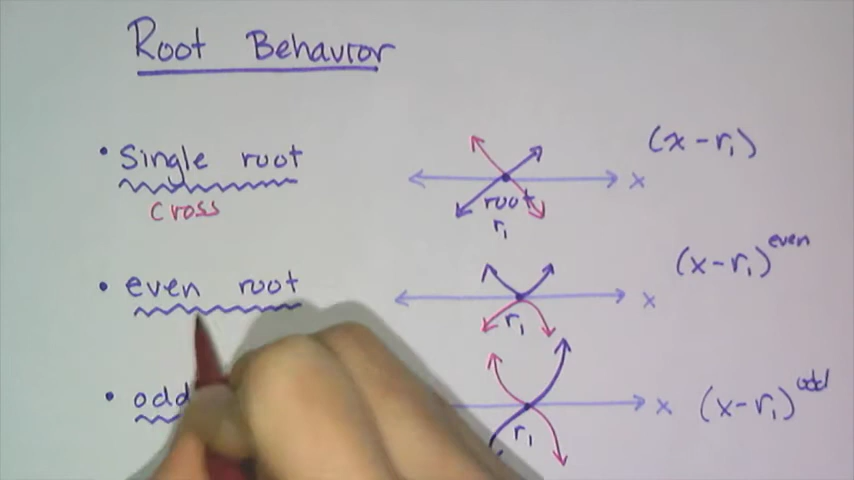 Root Behavior
• Single root
cross
root
r₁
x
(x-r₁)
• even root
r₁
x
(x-r₁)^even
• odd
r₁
x
(x-r₁)^odd